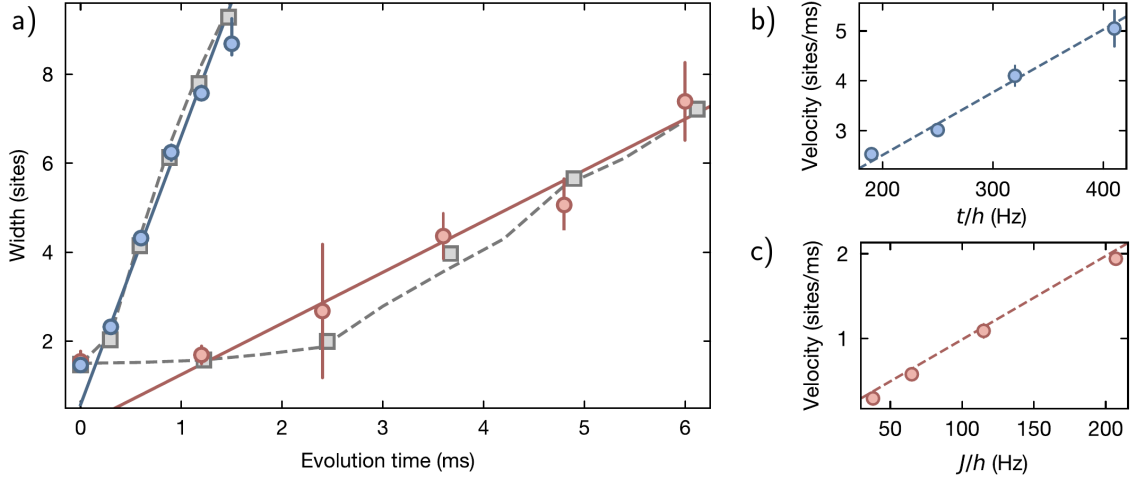 a)
8
6
4
2
Width (sites)
0 1 2 3 4 5 6
Evolution time (ms)
b)
5
4
3
Velocity (sites/ms)
200 300 400
t/h (Hz)
c)
2
1
Velocity (sites/ms)
50 100 150 200
J/h (Hz)